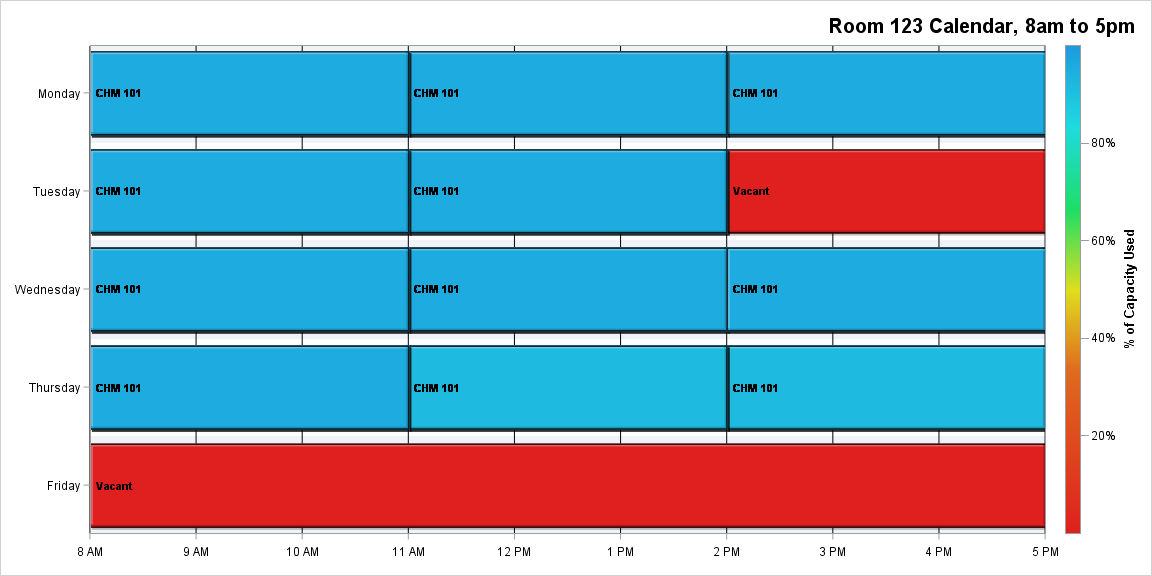 Room 123 Calendar, 8am to 5pm
Monday
CHM 101
CHM 101
CHM 101
Tuesday
CHM 101
CHM 101
Vacant
Wednesday
CHM 101
CHM 101
CHM 101
Thursday
CHM 101
CHM 101
CHM 101
Friday
Vacant
8 AM
9 AM
10 AM
11 AM
12 PM
1 PM
2 PM
3 PM
4 PM
5 PM
80%
60%
40%
20%
% of Capacity Used